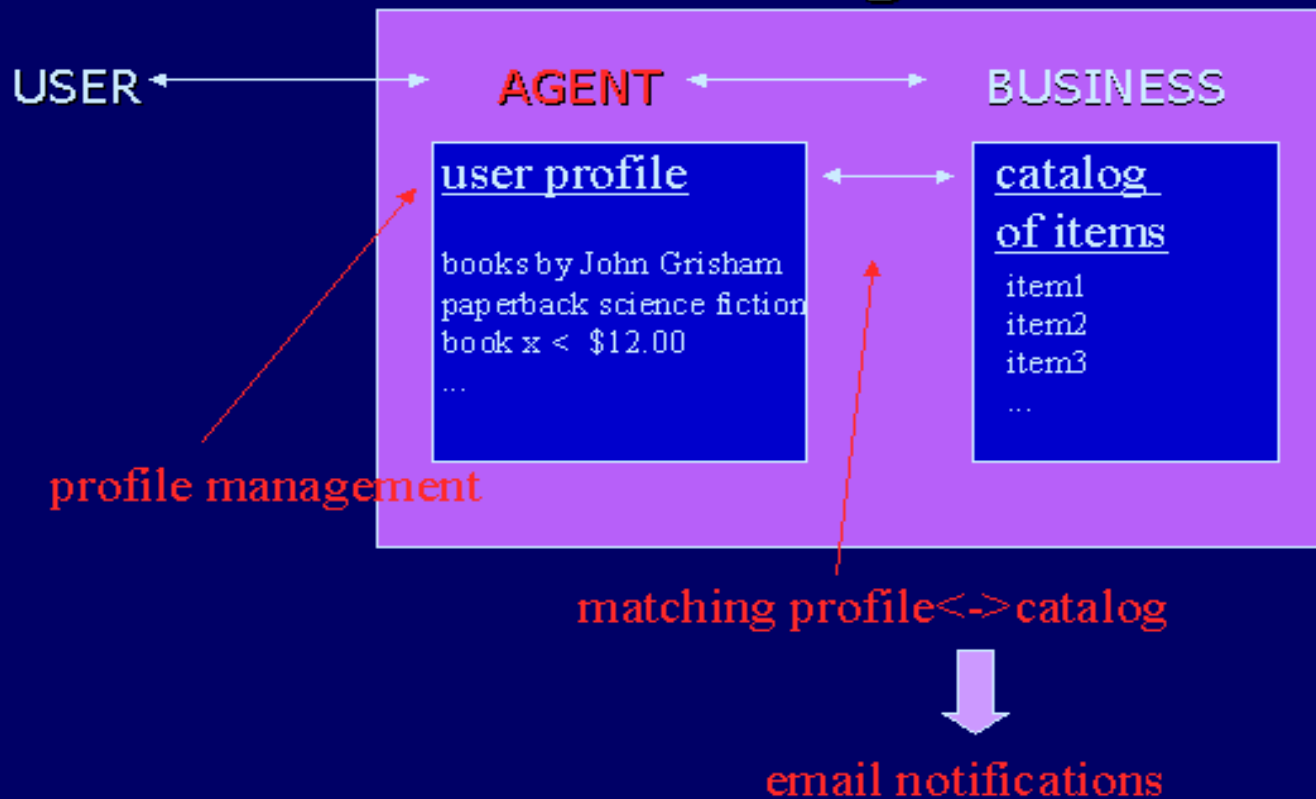 USER
AGENT
BUSINESS
user profile
books by John Grisham
paperback science fiction
book x < $12.00
...
catalog
of items
item1
item2
item3
...
profile management
matching profile<->catalog
email notifications